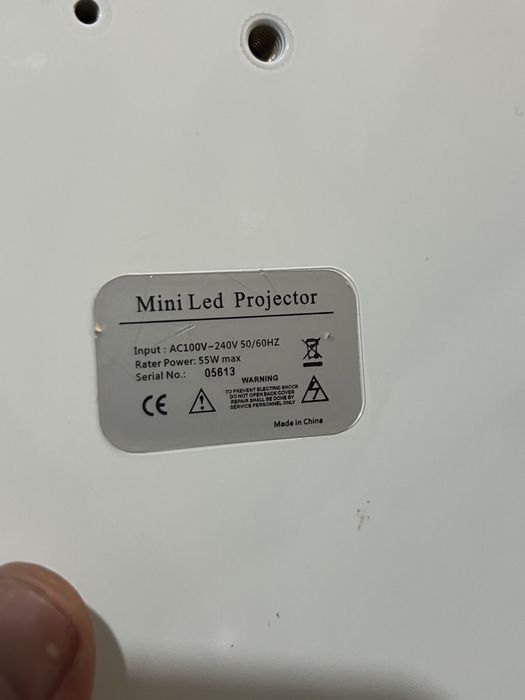 Mini Led Projector
Input : AC100V~240V 50/60HZ
Rater Power: 55W max
Serial No.: 05613
WARNING
TO PREVENT ELECTRIC SHOCK
DO NOT OPEN BACK COVER
REPAIR SHALL BE DONE BY
SERVICE PERSONNEL ONLY
CE
Made in China